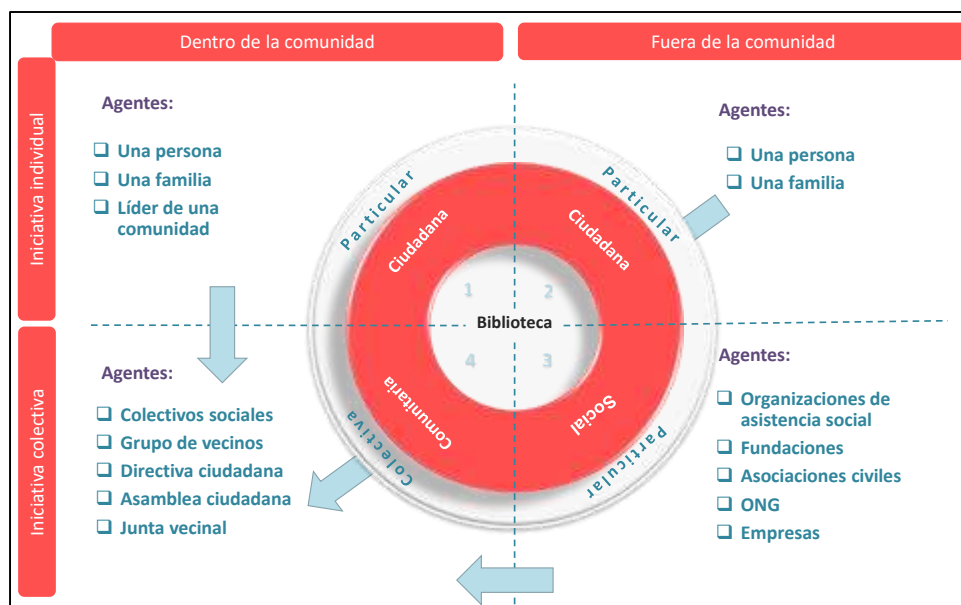 Dentro de la comunidad
Fuera de la comunidad
Iniciativa individual
Agentes:
Una persona
Una familia
Líder de una
comunidad
Agentes:
Una persona
Una familia
Particular
Particular
Ciudadana
Ciudadana
1
2
Biblioteca
4
3
Comunitaria
Social
Colectiva
Particular
Iniciativa colectiva
Agentes:
Colectivos sociales
Grupo de vecinos
Directiva ciudadana
Asamblea ciudadana
Junta vecinal
Agentes:
Organizaciones de
asistencia social
Fundaciones
Asociaciones civiles
ONG
Empresas